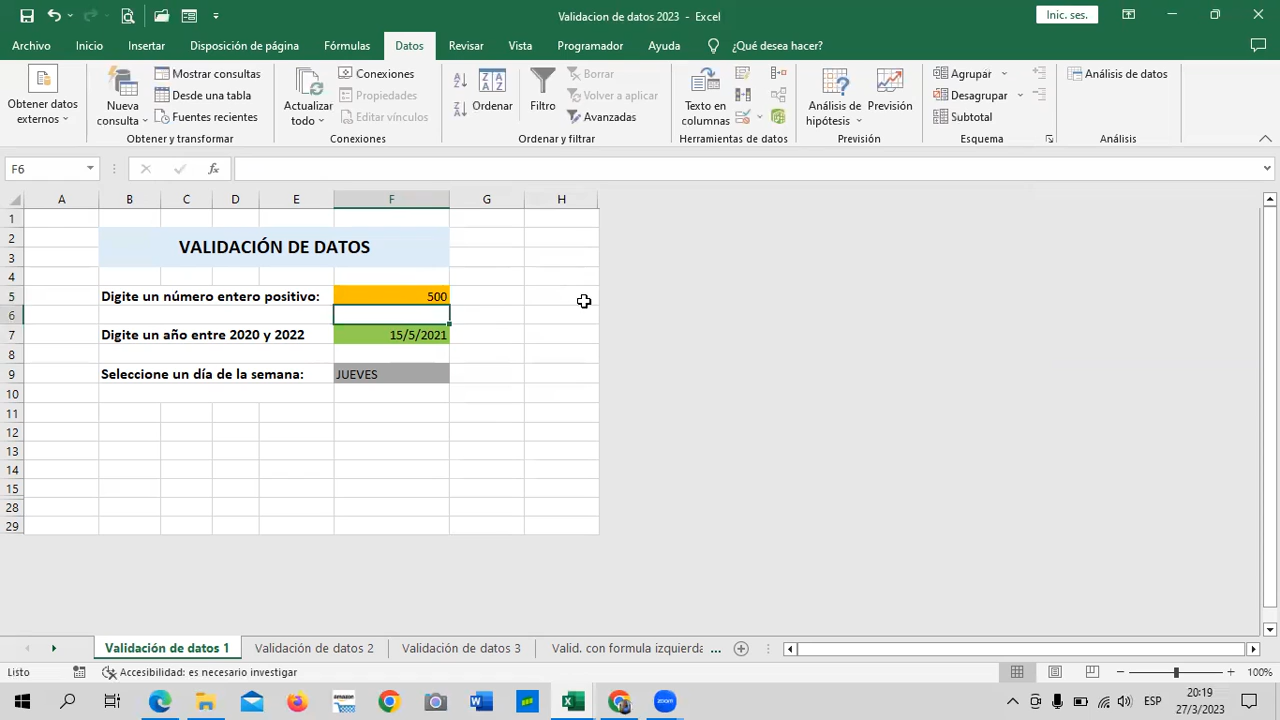 Validacion de datos 2023 - Excel
Inic. ses.
Archivo Inicio Insertar Disposición de página Fórmulas Datos Revisar Vista Programador Ayuda ¿Qué desea hacer?
Obtener datos externos
Nueva consulta
Mostrar consultas
Desde una tabla
Fuentes recientes
Obtener y transformar
Actualizar todo
Conexiones
Propiedades
Editar vínculos
Conexiones
Ordenar
Filtro
Borrar
Volver a aplicar
Avanzadas
Ordenar y filtrar
Texto en columnas
Herramientas de datos
Análisis de hipótesis
Previsión
Previsión
Agrupar
Desagrupar
Subtotal
Esquema
Análisis de datos
Análisis
F6
fx
A B C D E F G H
1
2
VALIDACIÓN DE DATOS
3
4
5 Digite un número entero positivo: 500
6
7 Digite un año entre 2020 y 2022 15/5/2021
8
9 Seleccione un día de la semana: JUEVES
10
11
12
13
14
15
28
29
Validación de datos 1 Validación de datos 2 Validación de datos 3 Valid. con formula izquierda ...
Listo Accesibilidad: es necesario investigar 100%
amazon
zoom
ESP
20:19
27/3/2023